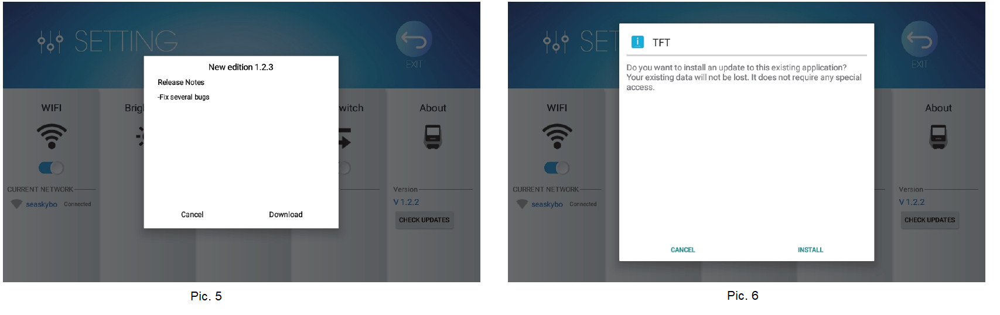 SETTING
EXIT
New edition 1.2.3
Release Notes
-Fix several bugs
Cancel Download
WIFI
Brig
witch
About
CURRENT NETWORK
seaskybo Connected
Version
V 1.2.2
CHECK UPDATES
Pic. 5
SET
EXIT
TFT
Do you want to install an update to this existing application?
Your existing data will not be lost. It does not require any special
access.
CANCEL INSTALL
WIFI
About
CURRENT NETWORK
seaskybo Connected
Version
V 1.2.2
CHECK UPDATES
Pic. 6